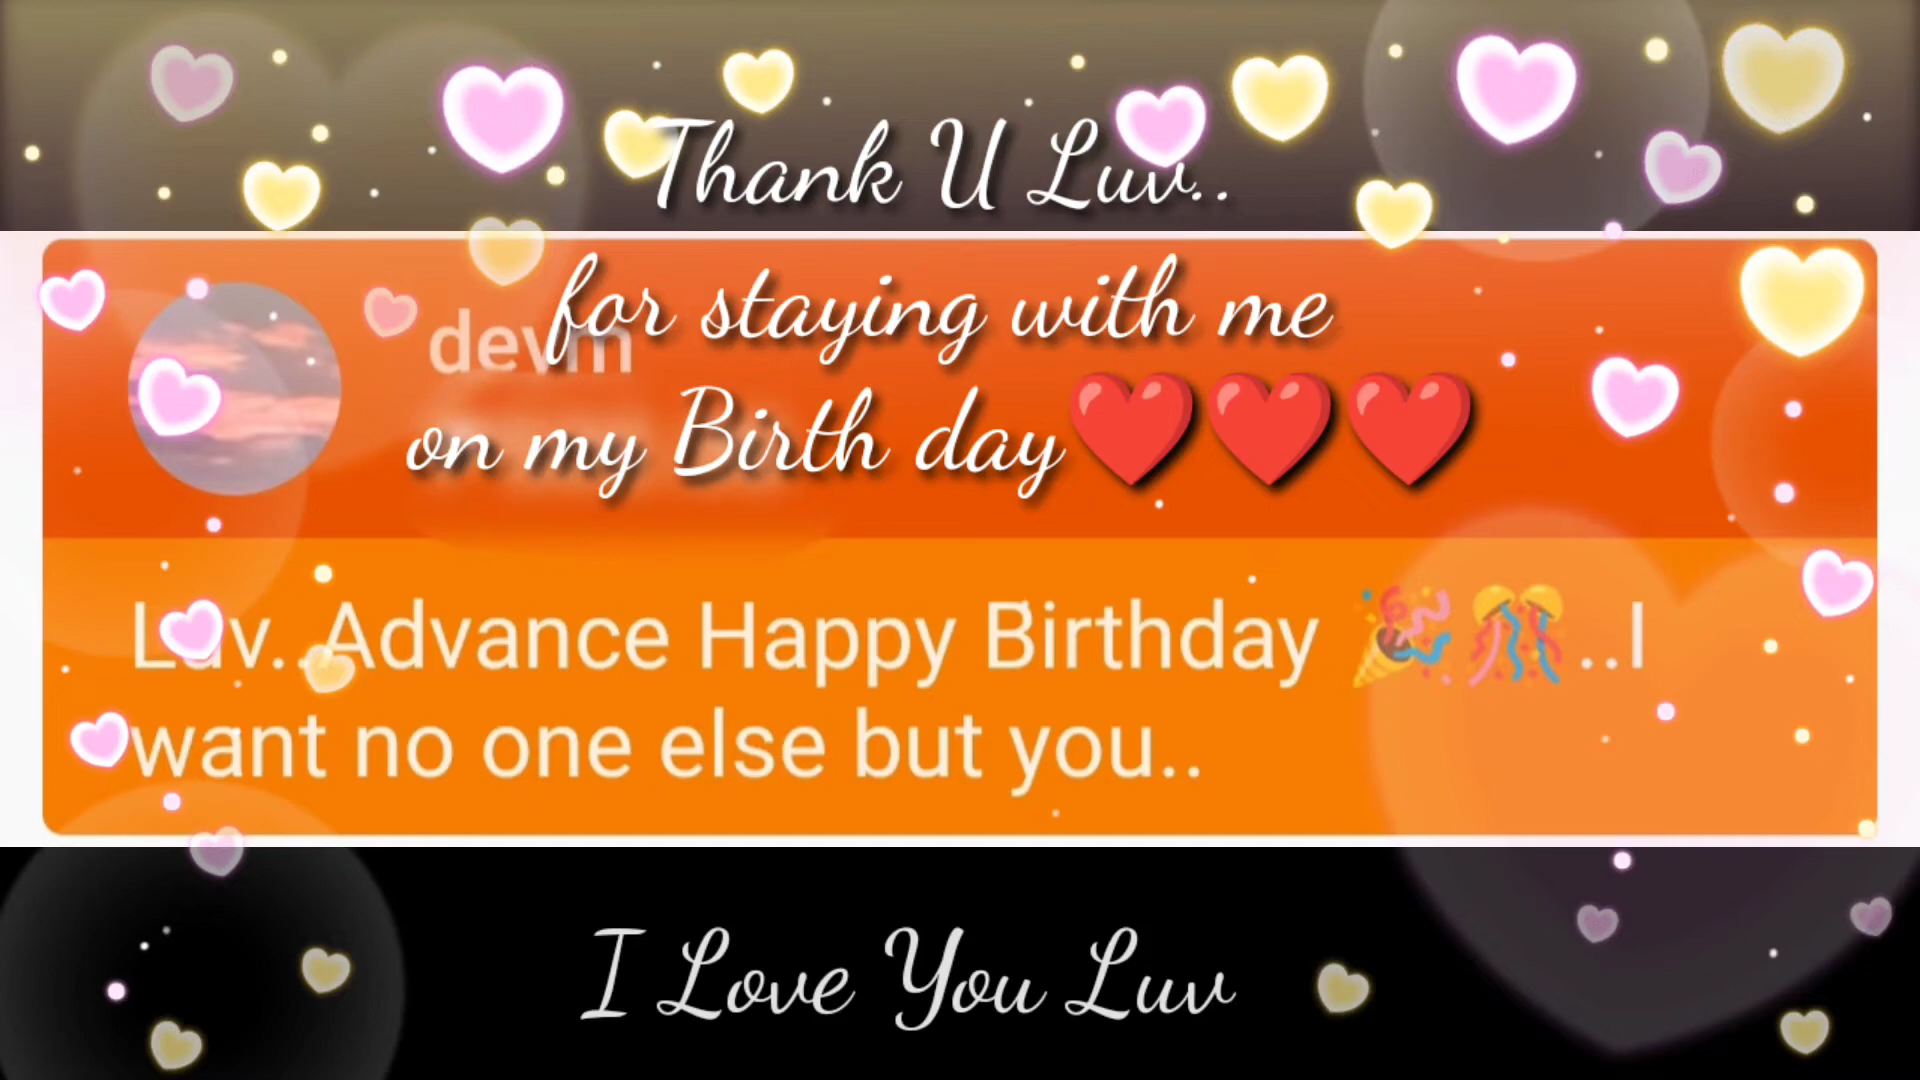 Thank U Luv..
for staying with me
devm
on my Birth day❤️❤️❤️
Luv..Advance Happy Birthday 🎉🎊..I
want no one else but you..
I Love You Luv